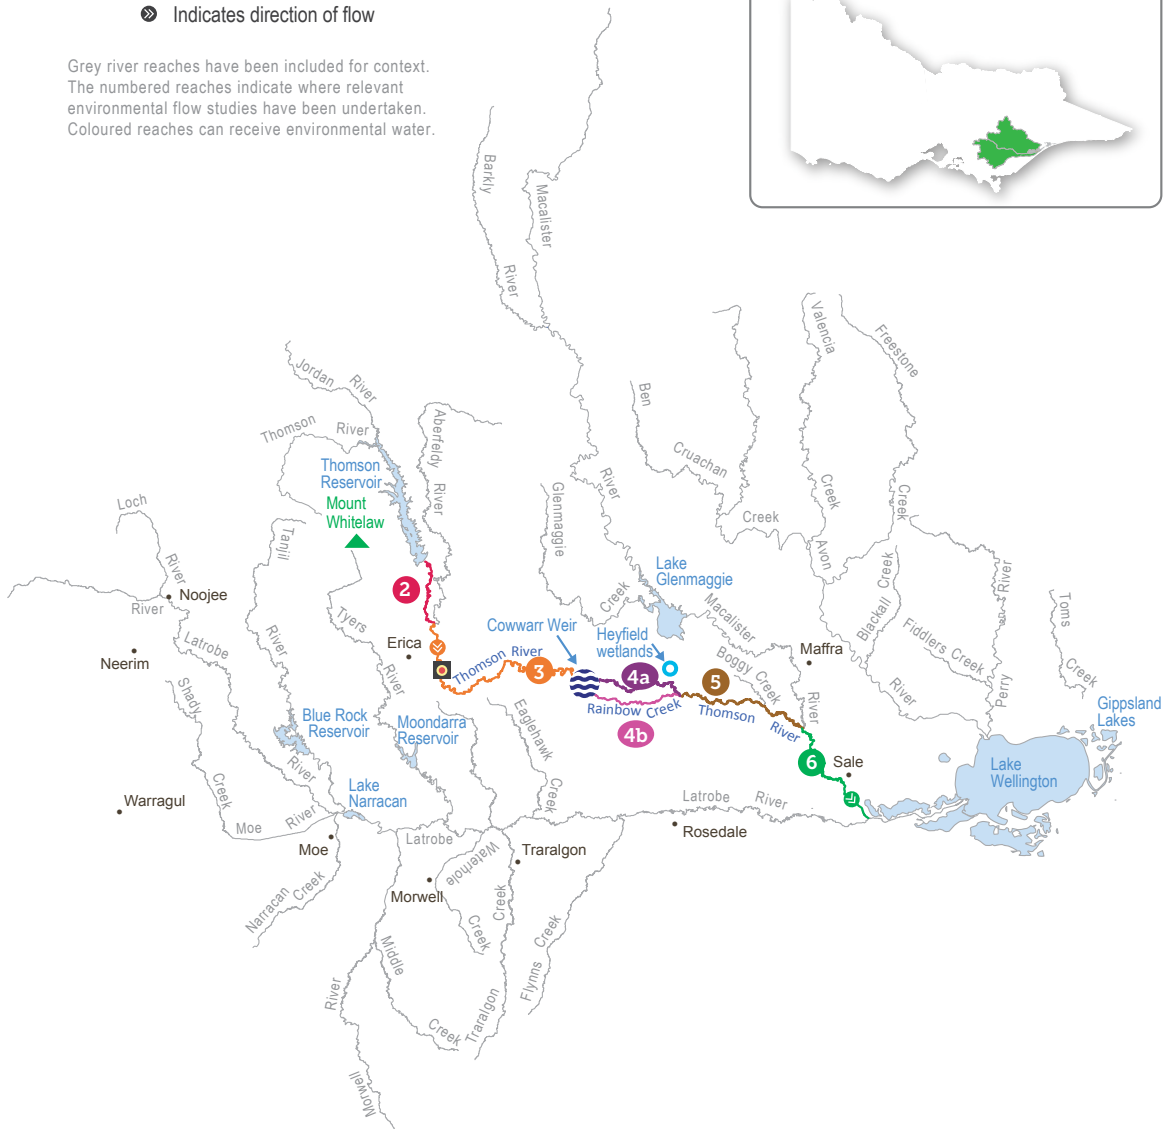 Indicates direction of flow
Grey river reaches have been included for context.
The numbered reaches indicate where relevant
environmental flow studies have been undertaken.
Coloured reaches can receive environmental water.
Barkly
River
Macalister
River
Valencia
Creek
Freestone
Creek
Jordan
River
Thomson
River
Aberfeldy
River
Ben
Cruachan
Creek
Thomson
Reservoir
Mount
Whitelaw
Loch
River
Tanjil
River
Glenmaggie
Creek
Avon
River
Lake
Glenmaggie
Macalister
River
Blackall
Creek
Fiddlers Creek
Perry
River
Toms
Creek
2
Noojee
River
Latrobe
Tyers
River
Erica
Neerim
Cowwarr Weir
Heyfield
wetlands
Maffra
Boggy Creek
Thomson
River
3
4a
5
Rainbow
Creek
4b
Thomson
River
Shady
Creek
Blue Rock
Reservoir
River
Moondarra
Reservoir
Eaglehawk
Creek
6
Sale
Gippsland
Lakes
Lake
Wellington
Warragul
Lake
Narracan
Moe
River
Latrobe
River
Rosedale
Moe
Latrobe
Waterhole
Creek
Traralgon
Morwell
Narracan
Creek
Middle
Creek
Traralgon
Creek
Flynns
Creek
River
Morwell